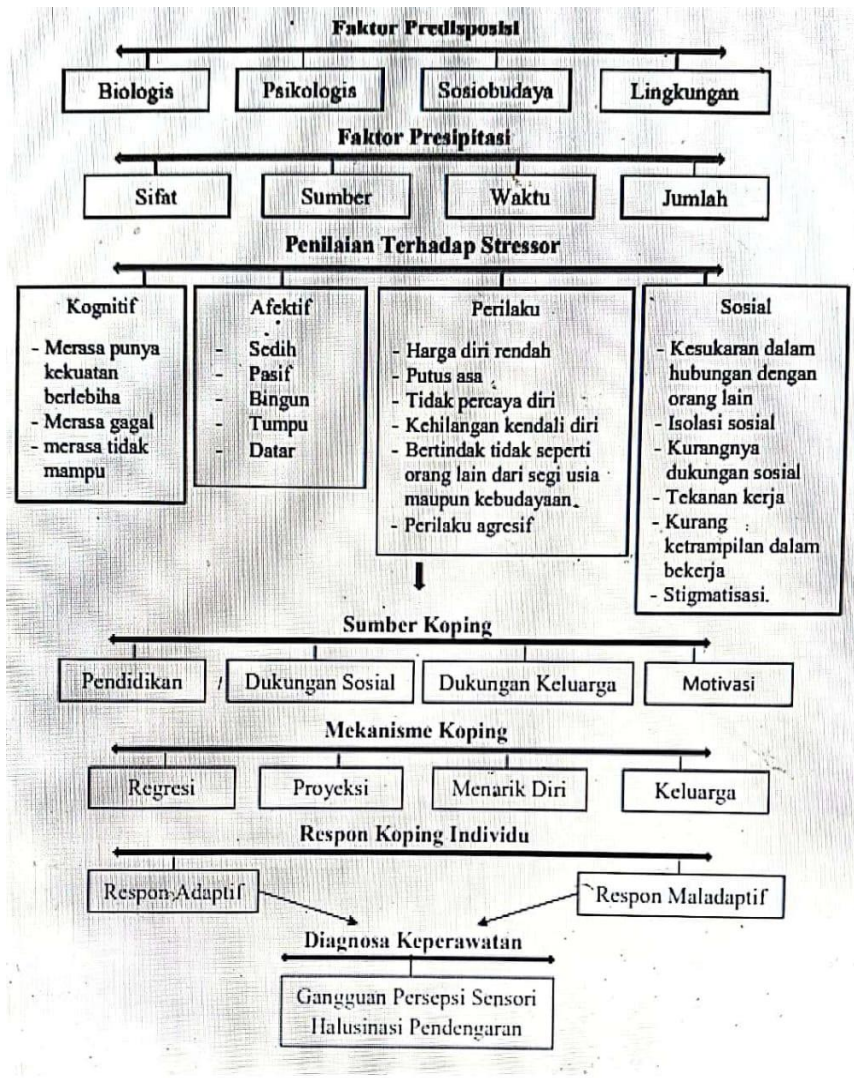 Faktor Predisposisi
Biologis
Psikologis
Sosiobudaya
Lingkungan
Faktor Presipitasi
Sifat
Sumber
Waktu
Jumlah
Penilaian Terhadap Stressor
Kognitif
- Merasa punya
kekuatan
berlebiha
- Merasa gagal
- merasa tidak
mampu
Afektif
- Sedih
- Pasif
- Bingun
- Tumpu
- Datar
Perilaku
- Harga diri rendah
- Putus asa
- Tidak percaya diri
- Kehilangan kendali diri
- Bertindak tidak seperti
orang lain dari segi usia
maupun kebudayaan.
- Perilaku agresif
Sosial
- Kesukaran dalam
hubungan dengan
orang lain
- Isolasi sosial
- Kurangnya
dukungan sosial
- Tekanan kerja
- Kurang
ketrampilan dalam
bekerja
- Stigmatisasi.
Sumber Koping
Pendidikan
Dukungan Sosial
Dukungan Keluarga
Motivasi
Mekanisme Koping
Regresi
Proyeksi
Menarik Diri
Keluarga
Respon Koping Individu
Respon Adaptif
Respon Maladaptif
Diagnosa Keperawatan
Gangguan Persepsi Sensori
Halusinasi Pendengaran